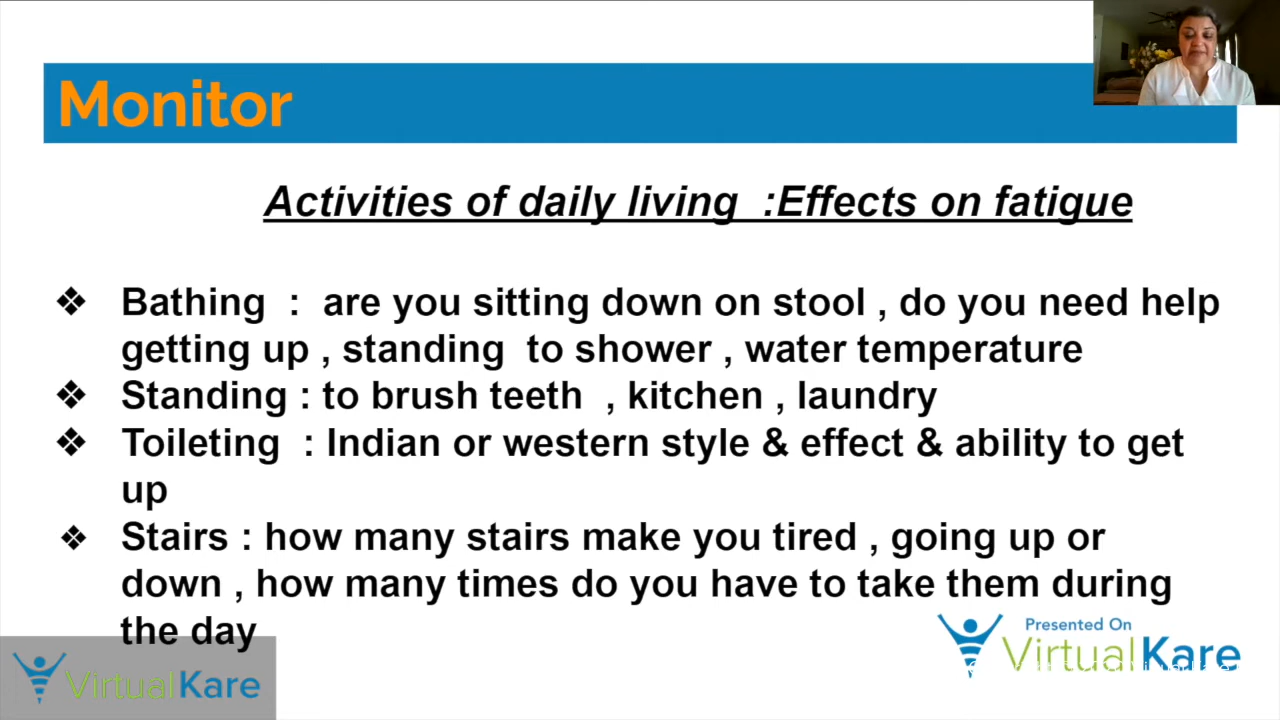 Monitor
Activities of daily living :Effects on fatigue
❖ Bathing : are you sitting down on stool , do you need help
getting up , standing to shower , water temperature
❖ Standing : to brush teeth , kitchen , laundry
❖ Toileting : Indian or western style & effect & ability to get
up
❖ Stairs : how many stairs make you tired , going up or
down , how many times do you have to take them during
the day
Presented On
VirtualKare
VirtualKare